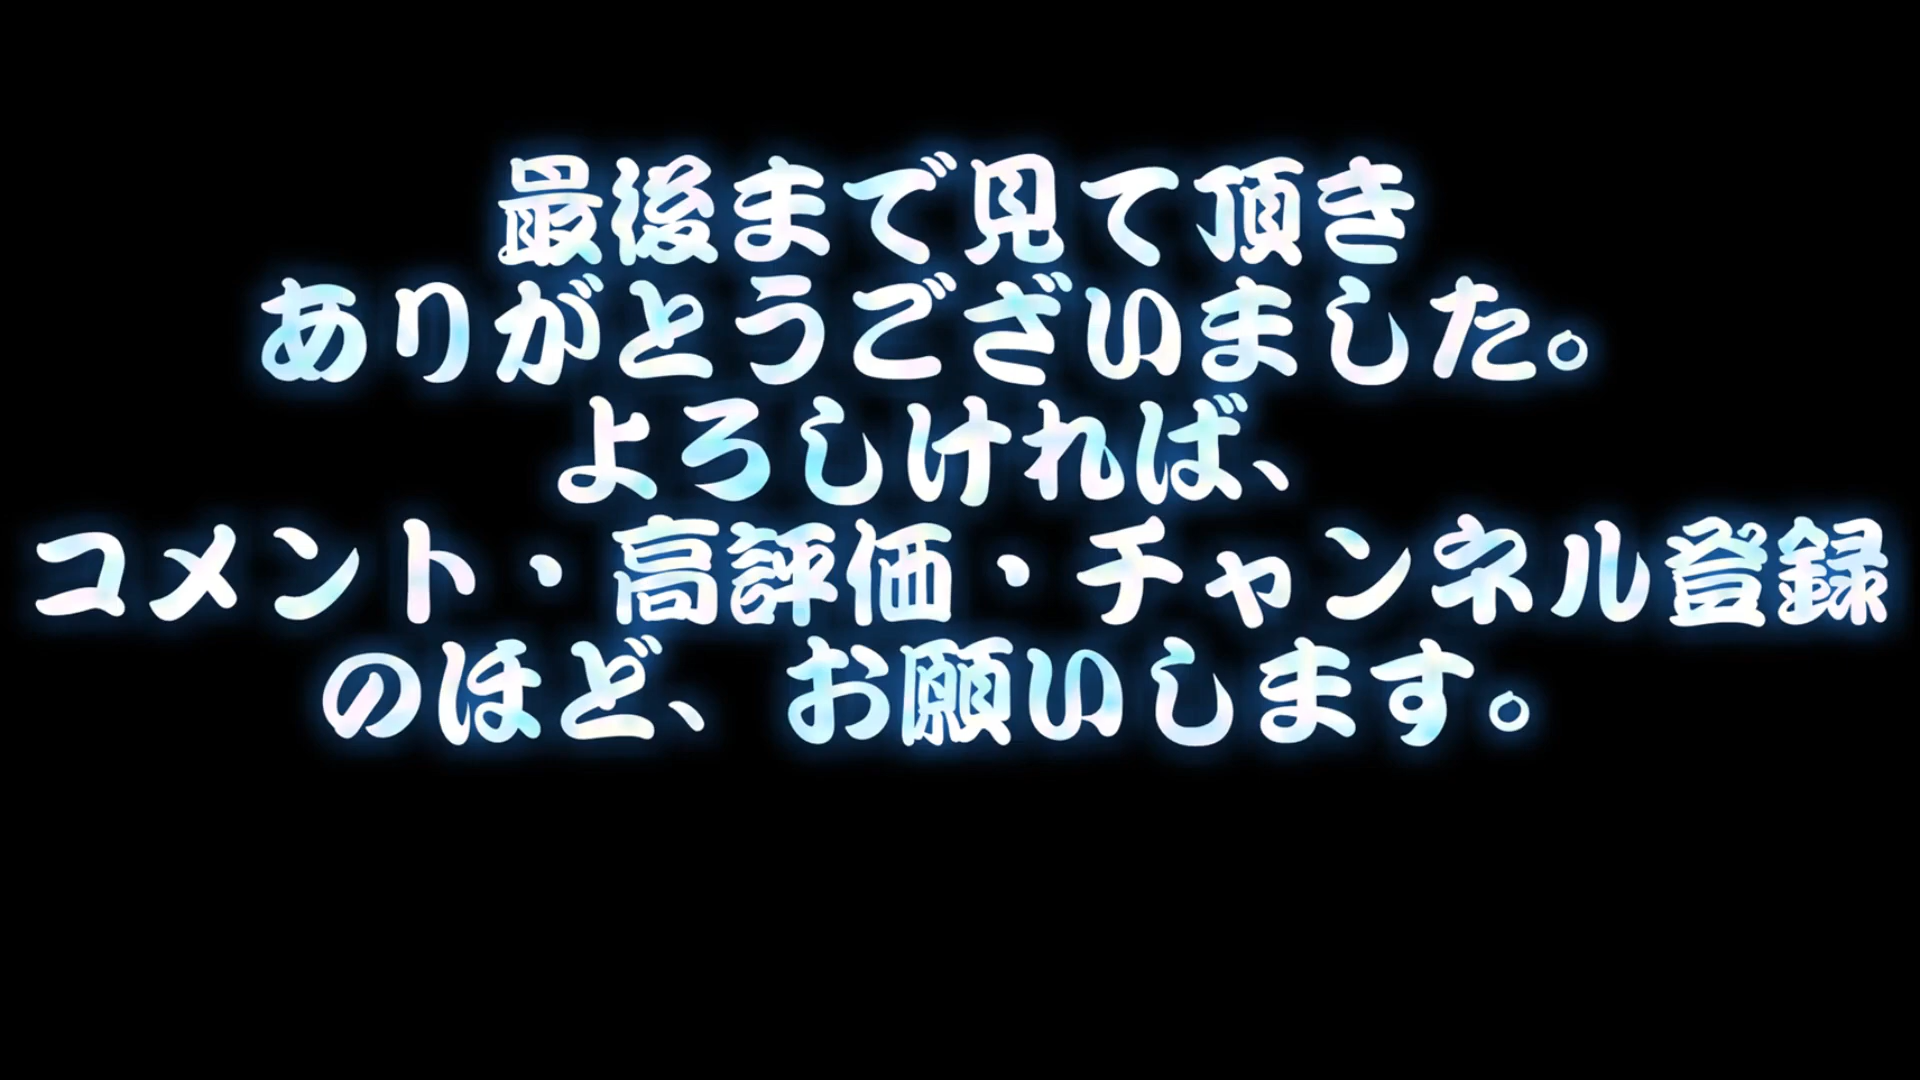 最後まで見て頂き
ありがとうございました。
よろしければ、
コメント・高評価・チャンネル登録
のほど、お願いします。